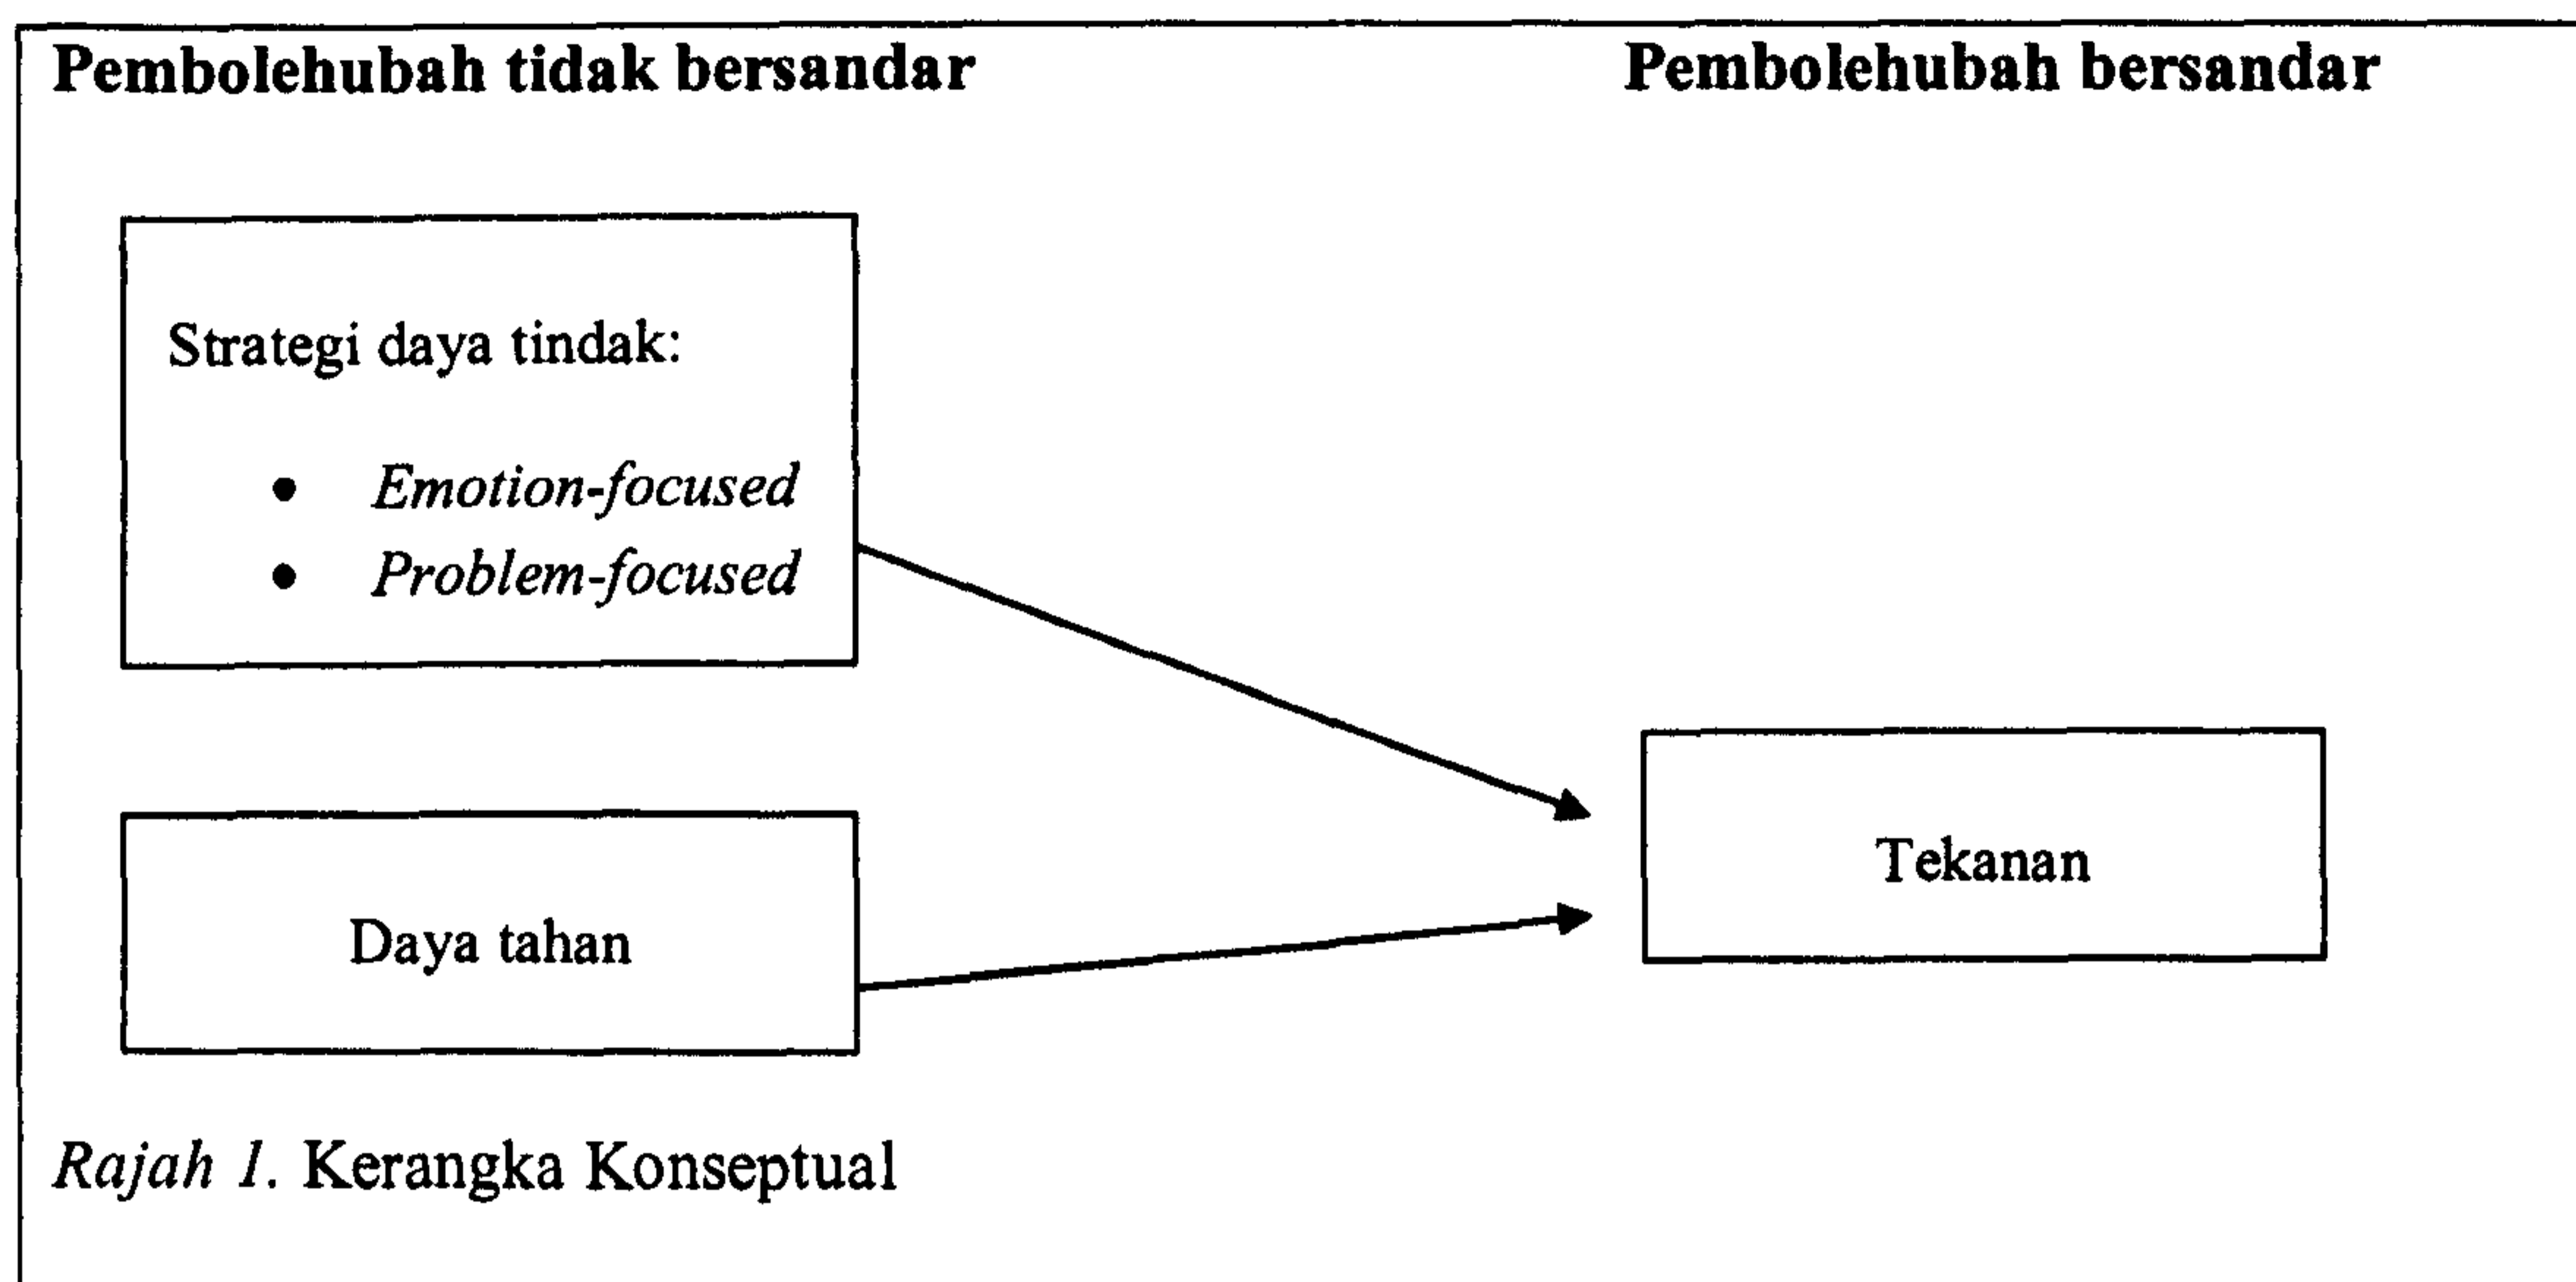 Pembolehubah tidak bersandar
Pembolehubah bersandar
Strategi daya tindak:
• Emotion-focused
• Problem-focused
Daya tahan
Tekanan
Rajah 1. Kerangka Konseptual